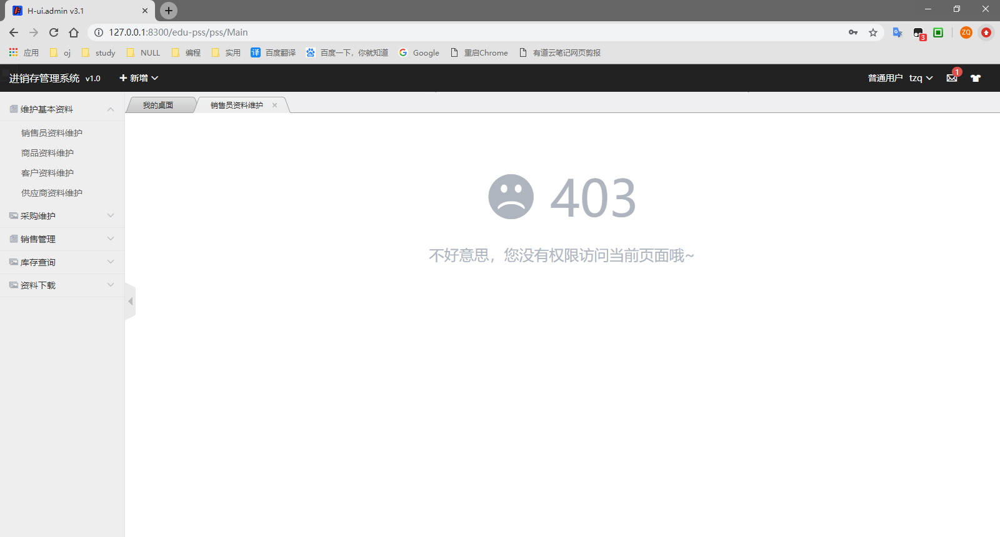 H-ui.admin v3.1
127.0.0.1:8300/edu-pss/pss/Main
ZQ
3
应用 oj study NULL 编程 实用 译 百度翻译 百度一下，你就知道 Google 重启Chrome 有道云笔记网页剪报
进销存管理系统 v1.0 新增 普通用户 tzq 1
我的桌面 销售员资料维护
维护基本资料
销售员资料维护
商品资料维护
客户资料维护
供应商资料维护
采购维护
销售管理
库存查询
资料下载
403
不好意思，您没有权限访问当前页面哦~